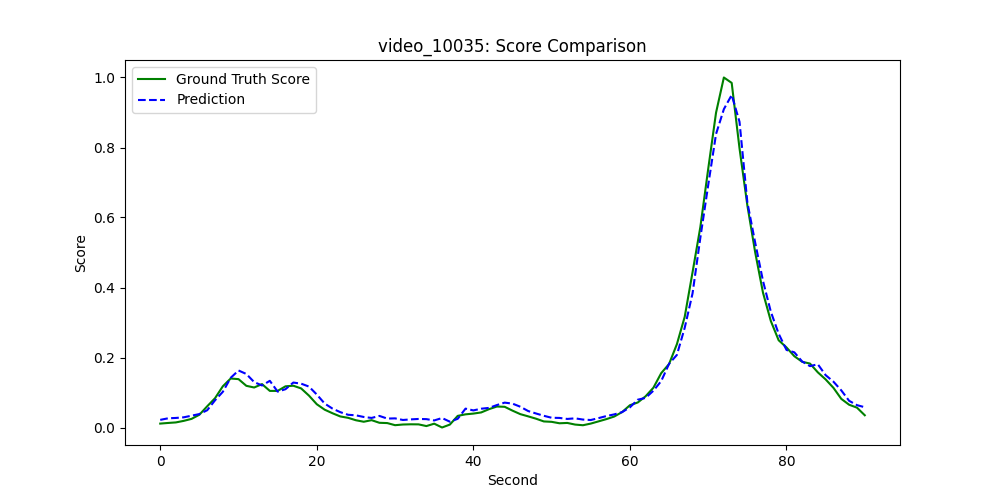 video_10035: Score Comparison
Ground Truth Score
Prediction
1.0
0.8
0.6
0.4
0.2
0.0
Score
0 20 40 60 80
Second